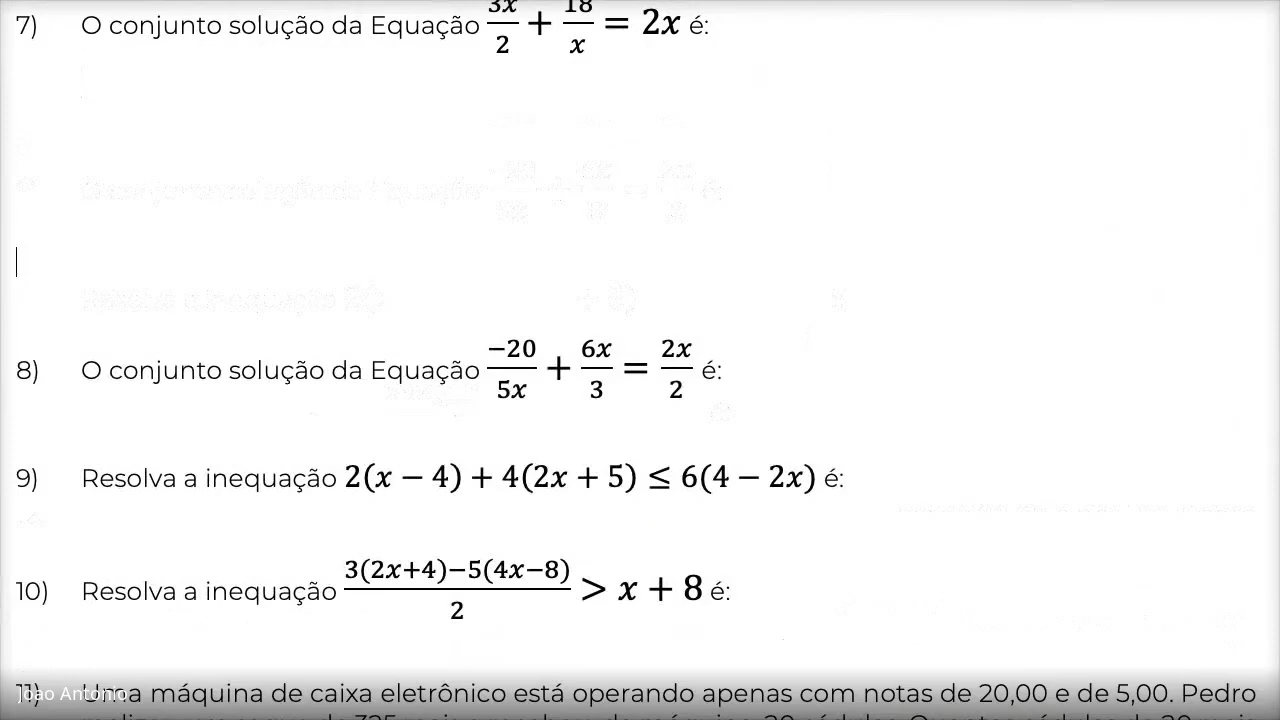 7) O conjunto solução da Equação 3x/2 + 18/x = 2x é:
8) O conjunto solução da Equação −20/5x + 6x/3 = 2x/2 é:
9) Resolva a inequação 2(x − 4) + 4(2x + 5) ≤ 6(4 − 2x) é:
10) Resolva a inequação 3(2x+4)−5(4x−8)/2 > x + 8 é:
11) Uma máquina de caixa eletrônico está operando apenas com notas de 20,00 e de 5,00. Pedro
Joao Antonio